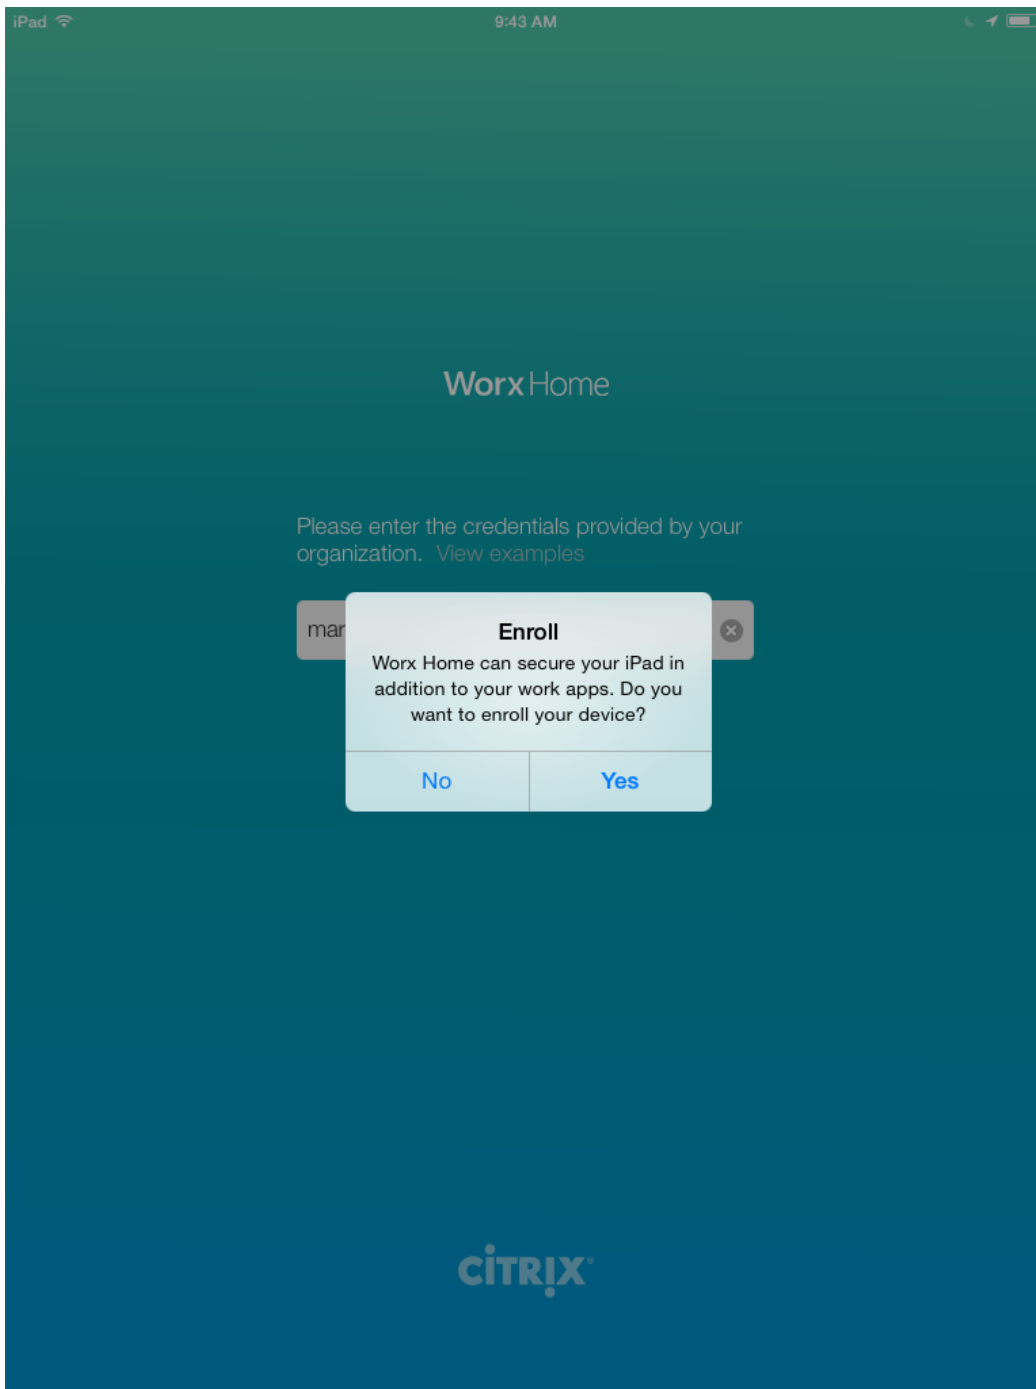 iPad 9:43 AM
WorxHome
Please enter the credentials provided by your
organization. View examples
mar
Enroll
Worx Home can secure your iPad in
addition to your work apps. Do you
want to enroll your device?
No Yes
CITRIX®